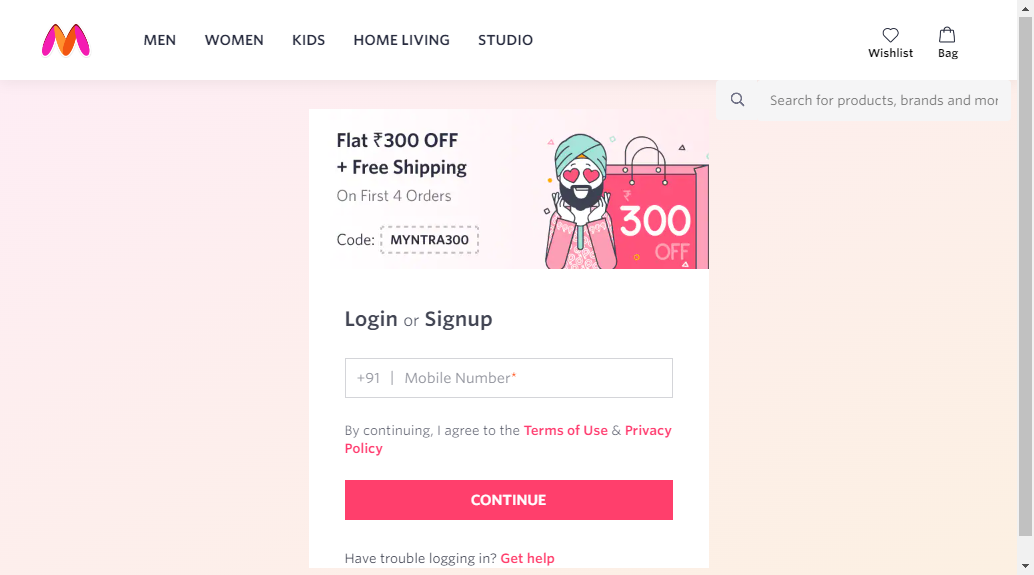 MEN WOMEN KIDS HOME LIVING STUDIO
Wishlist Bag
Search for products, brands and mor
Flat ₹300 OFF
+ Free Shipping
On First 4 Orders
Code: MYNTRA300
₹
300
OFF
Login or Signup
+91 | Mobile Number*
By continuing, I agree to the Terms of Use & Privacy
Policy
CONTINUE
Have trouble logging in? Get help